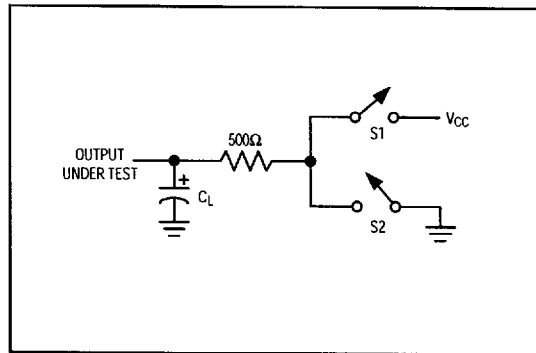 500Ω
OUTPUT
UNDER TEST
+
CL
S1
VCC
S2